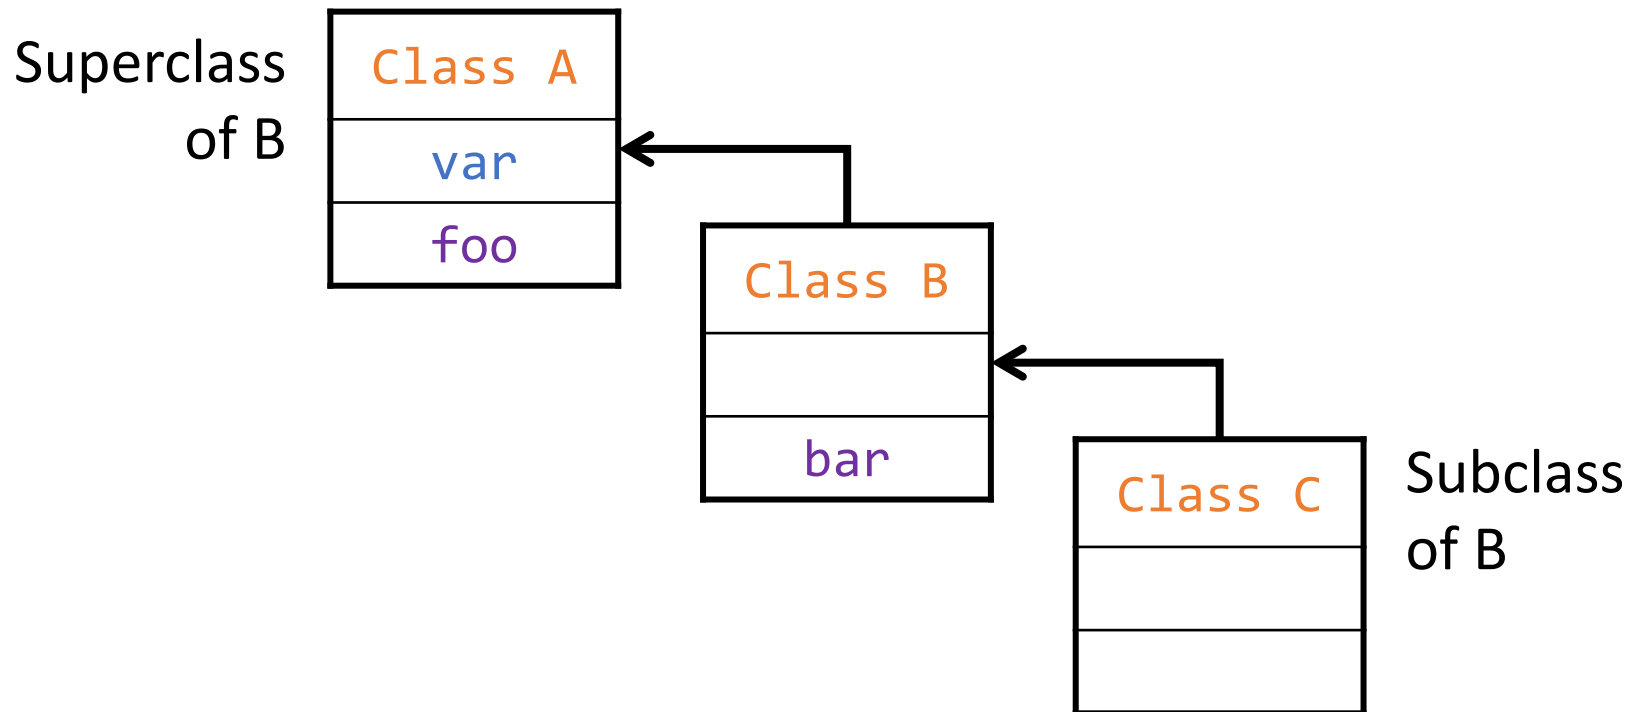 Superclass
of B
Class A
var
foo
Class B
bar
Class C
Subclass
of B